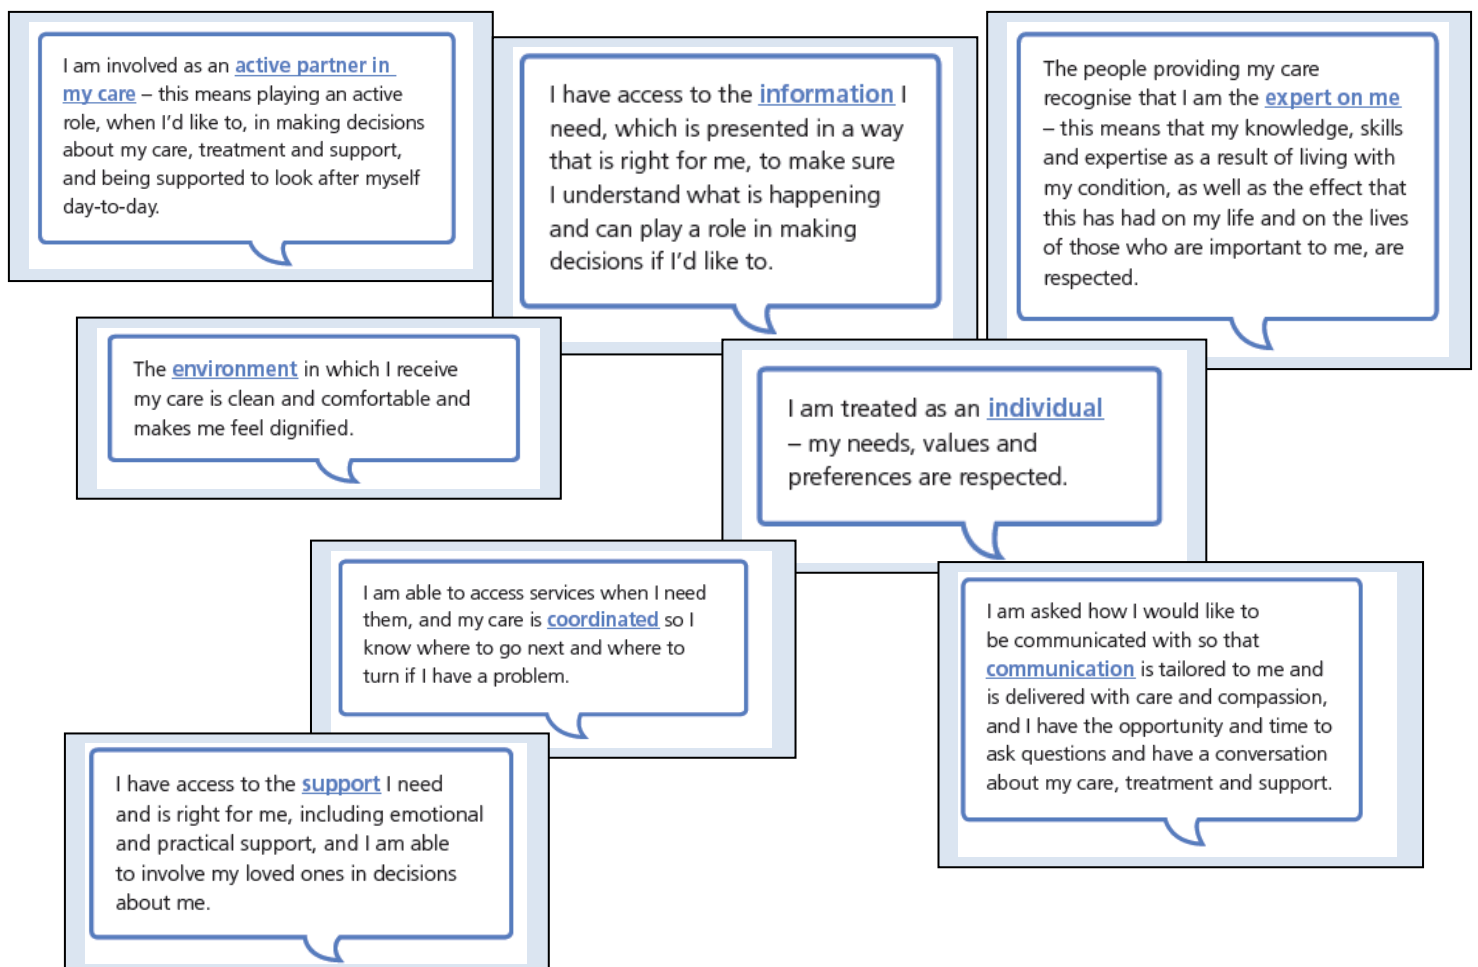 I am involved as an active partner in
my care – this means playing an active
role, when I'd like to, in making decisions
about my care, treatment and support,
and being supported to look after myself
day-to-day.
I have access to the information I
need, which is presented in a way
that is right for me, to make sure
I understand what is happening
and can play a role in making
decisions if I'd like to.
The people providing my care
recognise that I am the expert on me
– this means that my knowledge, skills
and expertise as a result of living with
my condition, as well as the effect that
this has had on my life and on the lives
of those who are important to me, are
respected.
The environment in which I receive
my care is clean and comfortable and
makes me feel dignified.
I am treated as an individual
– my needs, values and
preferences are respected.
I am able to access services when I need
them, and my care is coordinated so I
know where to go next and where to
turn if I have a problem.
I am asked how I would like to
be communicated with so that
communication is tailored to me and
is delivered with care and compassion,
and I have the opportunity and time to
ask questions and have a conversation
about my care, treatment and support.
I have access to the support I need
and is right for me, including emotional
and practical support, and I am able
to involve my loved ones in decisions
about me.